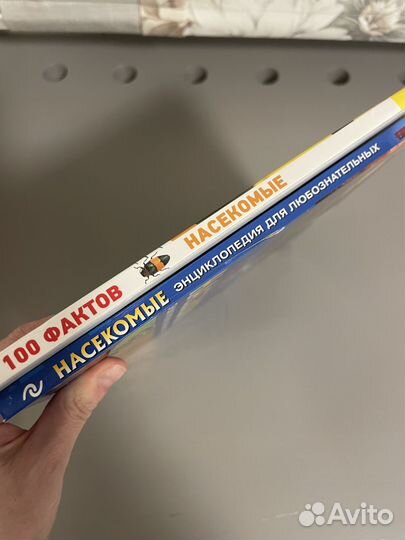 100 ФАКТОВ НАСЕКОМЫЕ
НАСЕКОМЫЕ ЭНЦИКЛОПЕДИЯ ДЛЯ ЛЮБОЗНАТЕЛЬНЫХ
Avito